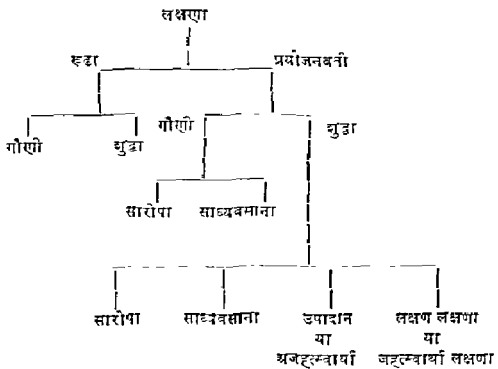 लक्षणा
रूढा प्रयोजनवती
गौणी शुद्धा गौणी शुद्धा
सारोपा साध्यवसाना
सारोपा साध्यवसाना उपादान लक्षण लक्षणा
या या
अजहत्स्वार्था जहत्स्वार्था लक्षणा